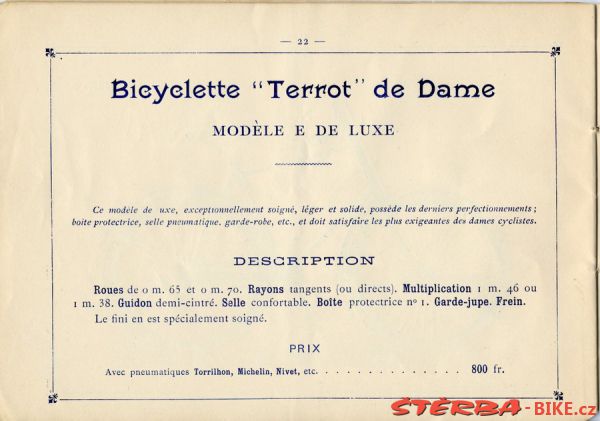 — 22 —
Bicyclette "Terrot" de Dame
MODÈLE E DE LUXE
Ce modèle de uxe, exceptionnellement soigné, léger et solide, possède les derniers perfectionnements ;
boite protectrice, selle pneumatique, garde-robe, etc., et doit satisfaire les plus exigeantes des dames cyclistes.
DESCRIPTION
Roues de 0 m. 65 et 0 m. 70. Rayons tangents (ou directs). Multiplication 1 m. 46 ou
1 m. 38. Guidon demi-cintré. Selle confortable. Boîte protectrice nº 1. Garde-jupe. Frein.
Le fini en est spécialement soigné.
PRIX
Avec pneumatiques Torrilhon, Michelin, Nivet, etc. . . . . . . . . . . . . . 800 fr.
ŠTĚRBA-BIKE.cz